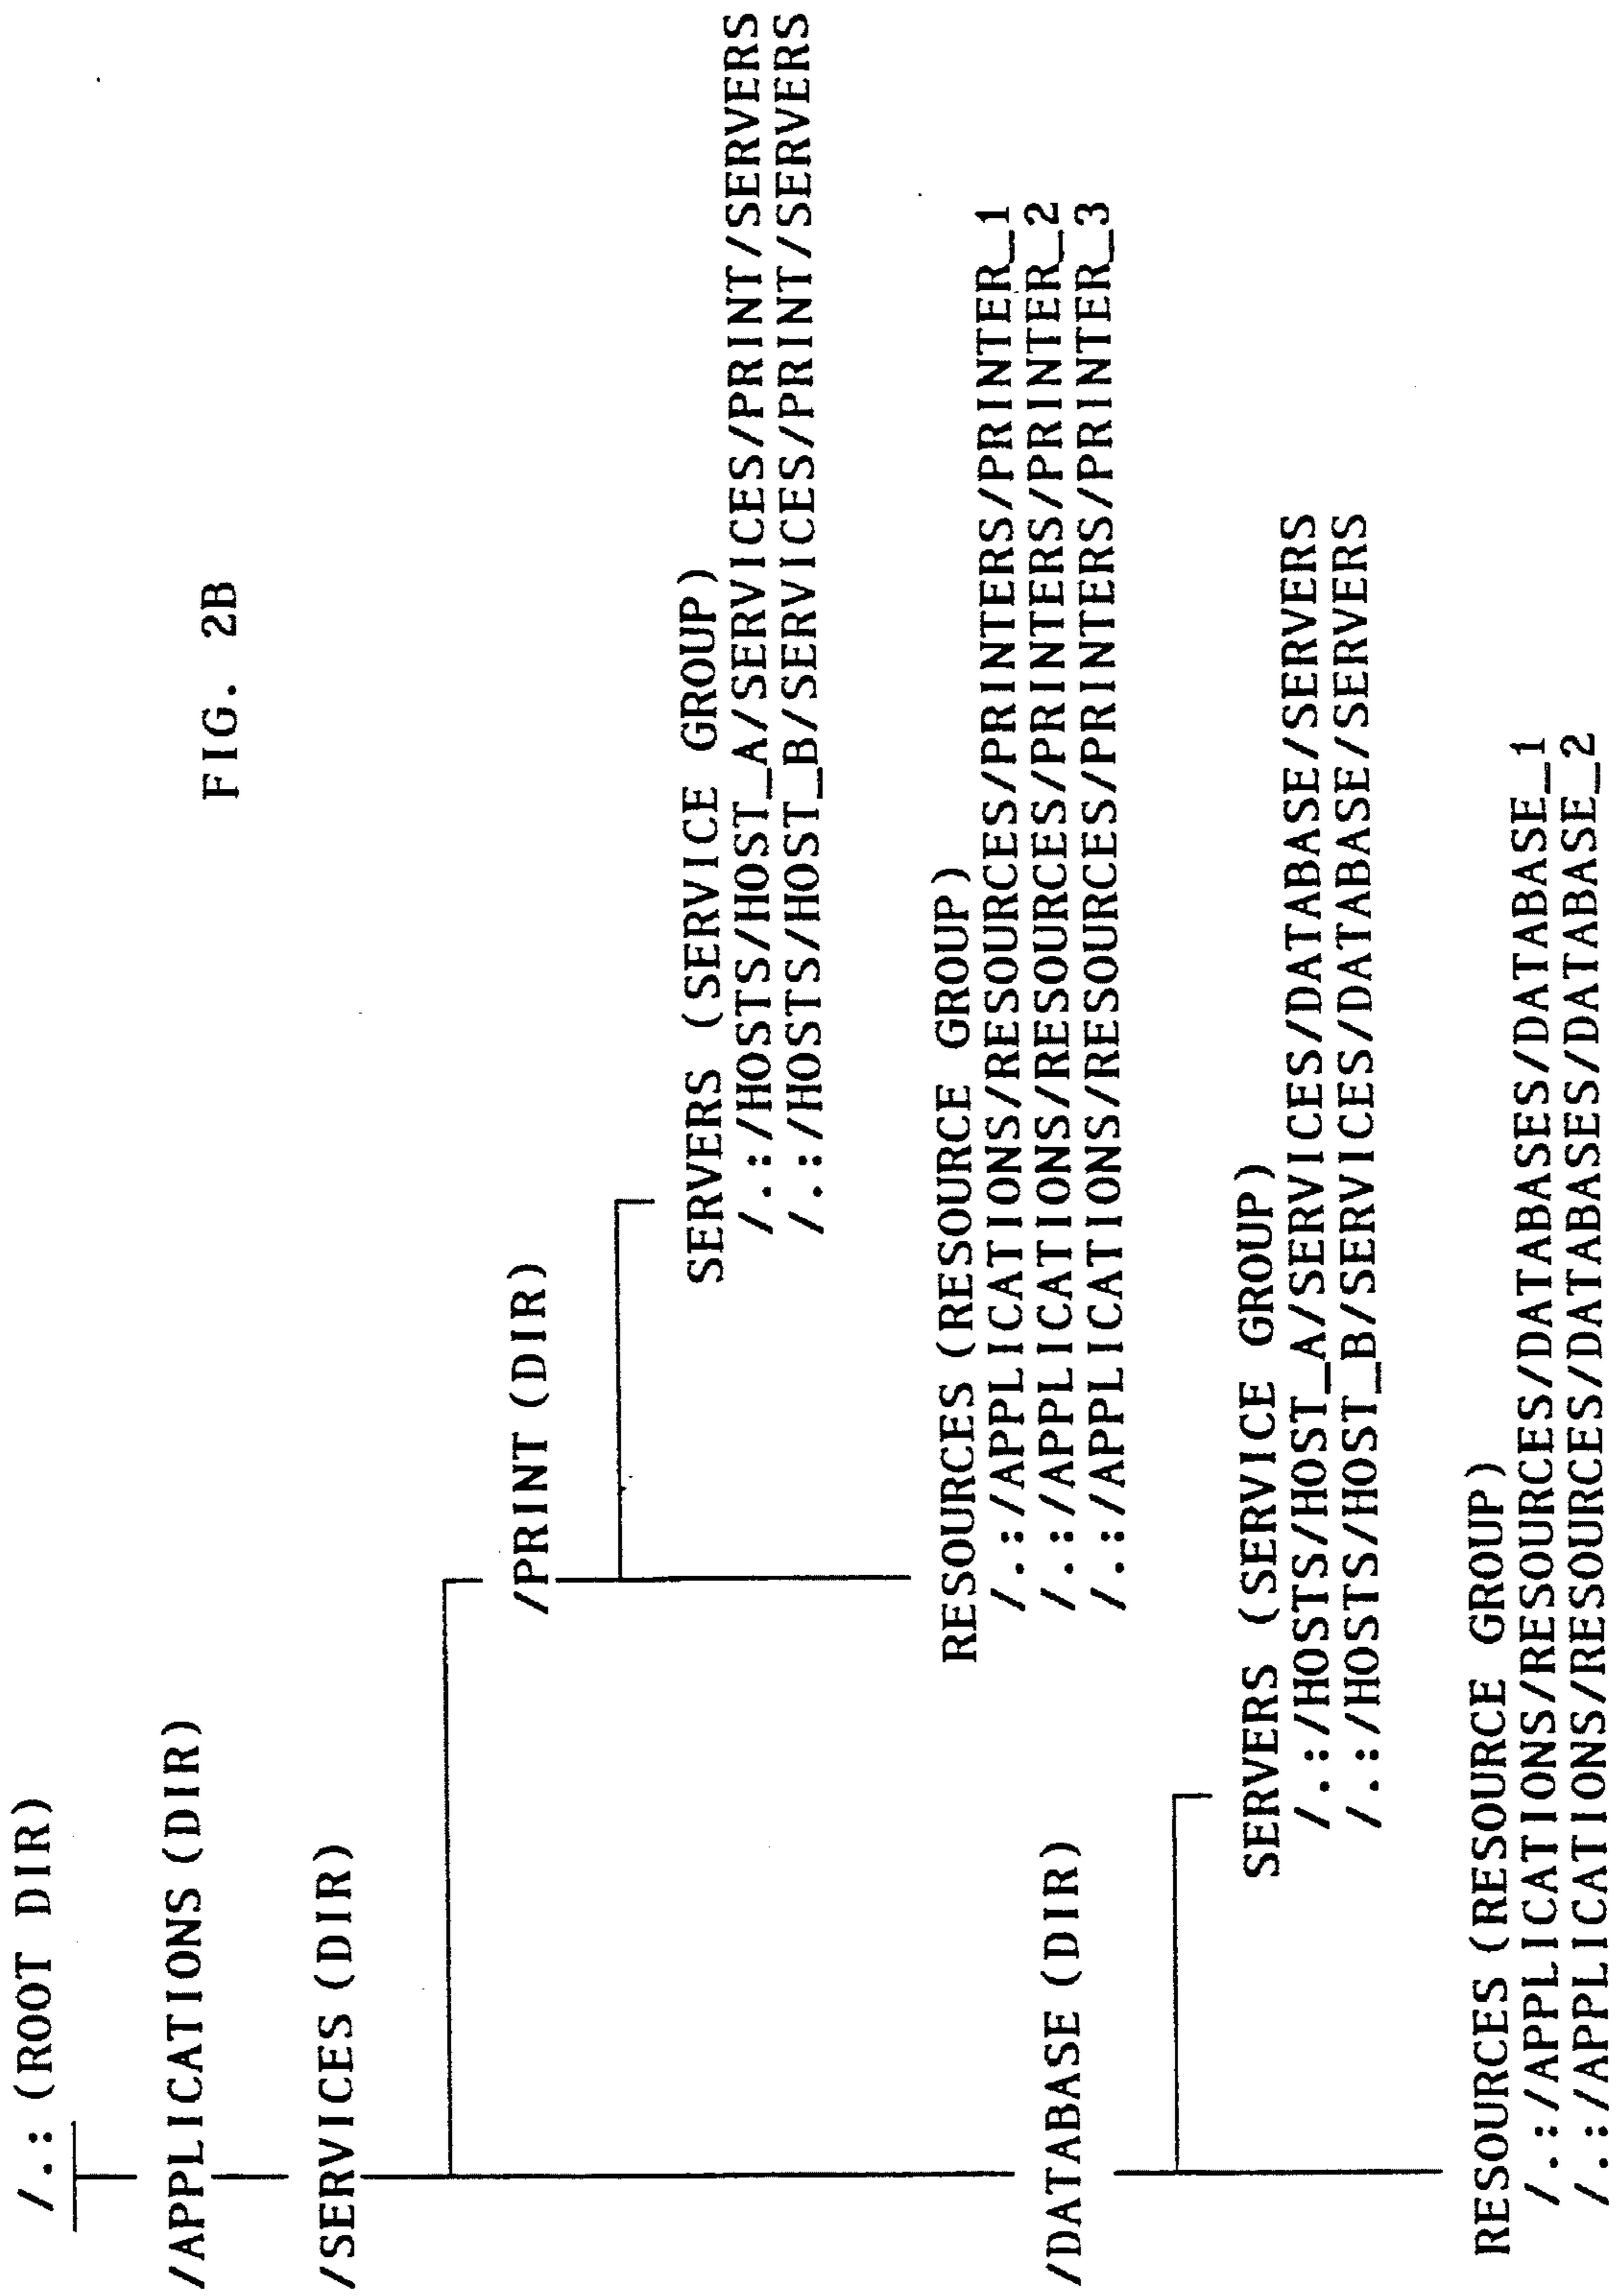 FIG. 2B
/.: (ROOT DIR)
/APPLICATIONS (DIR)
/SERVICES (DIR)
/PRINT (DIR)
SERVERS (SERVICE GROUP)
/.:/HOSTS/HOST_A/SERVICES/PRINT/SERVERS
/.:/HOSTS/HOST_B/SERVICES/PRINT/SERVERS
RESOURCES (RESOURCE GROUP)
/.:/APPLICATIONS/RESOURCES/PRINTERS/PRINTER_1
/.:/APPLICATIONS/RESOURCES/PRINTERS/PRINTER_2
/.:/APPLICATIONS/RESOURCES/PRINTERS/PRINTER_3
/DATABASE (DIR)
SERVERS (SERVICE GROUP)
/.:/HOSTS/HOST_A/SERVICES/DATABASE/SERVERS
/.:/HOSTS/HOST_B/SERVICES/DATABASE/SERVERS
RESOURCES (RESOURCE GROUP)
/.:/APPLICATIONS/RESOURCES/DATABASES/DATABASE_1
/.:/APPLICATIONS/RESOURCES/DATABASES/DATABASE_2